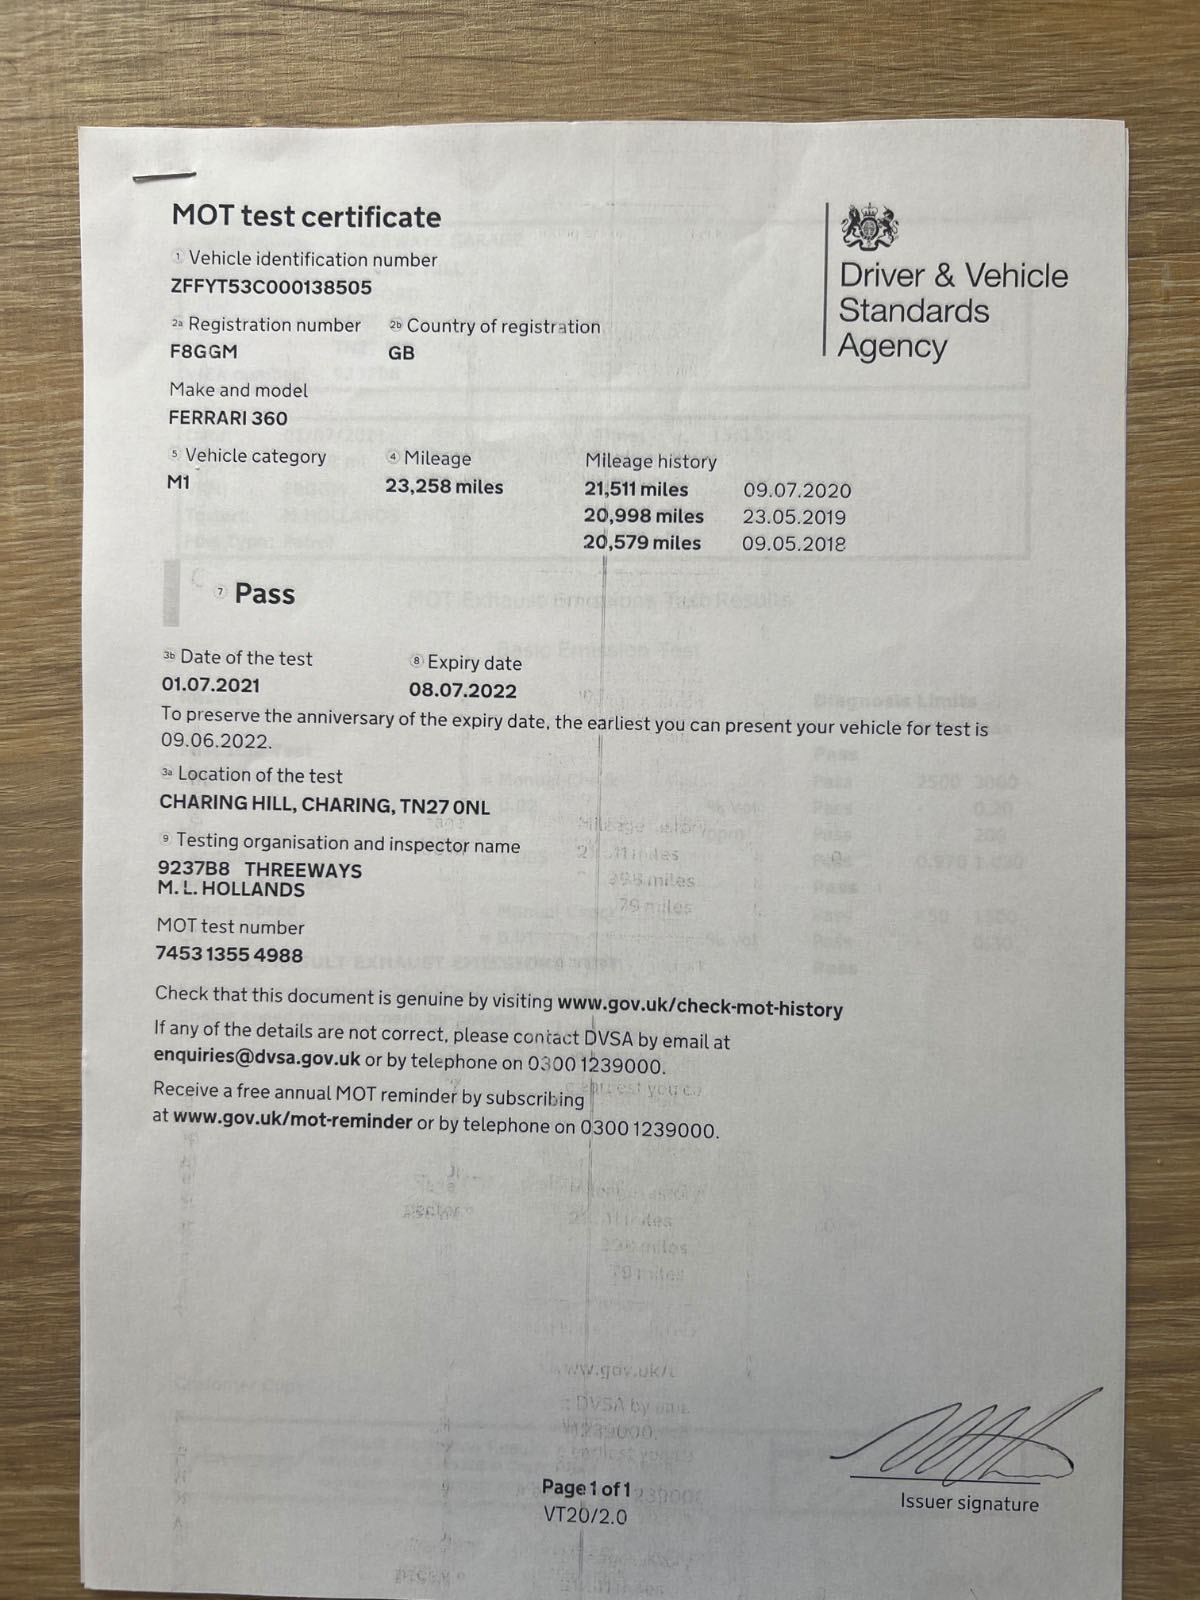 MOT test certificate
1 Vehicle identification number
ZFFYT53C000138505
2a Registration number 2b Country of registration
F8GGM GB
Make and model
FERRARI 360
5 Vehicle category 4 Mileage Mileage history
M1 23,258 miles 21,511 miles 09.07.2020
20,998 miles 23.05.2019
20,579 miles 09.05.2018
Driver & Vehicle
Standards
Agency
7 Pass
3b Date of the test 8 Expiry date
01.07.2021 08.07.2022
To preserve the anniversary of the expiry date, the earliest you can present your vehicle for test is
09.06.2022.
3a Location of the test
CHARING HILL, CHARING, TN27 0NL
9 Testing organisation and inspector name
9237B8 THREEWAYS
M. L. HOLLANDS
MOT test number
7453 1355 4988
Check that this document is genuine by visiting www.gov.uk/check-mot-history
If any of the details are not correct, please contact DVSA by email at
enquiries@dvsa.gov.uk or by telephone on 0300 1239000.
Receive a free annual MOT reminder by subscribing
at www.gov.uk/mot-reminder or by telephone on 0300 1239000.
Page 1 of 1
VT20/2.0
Issuer signature